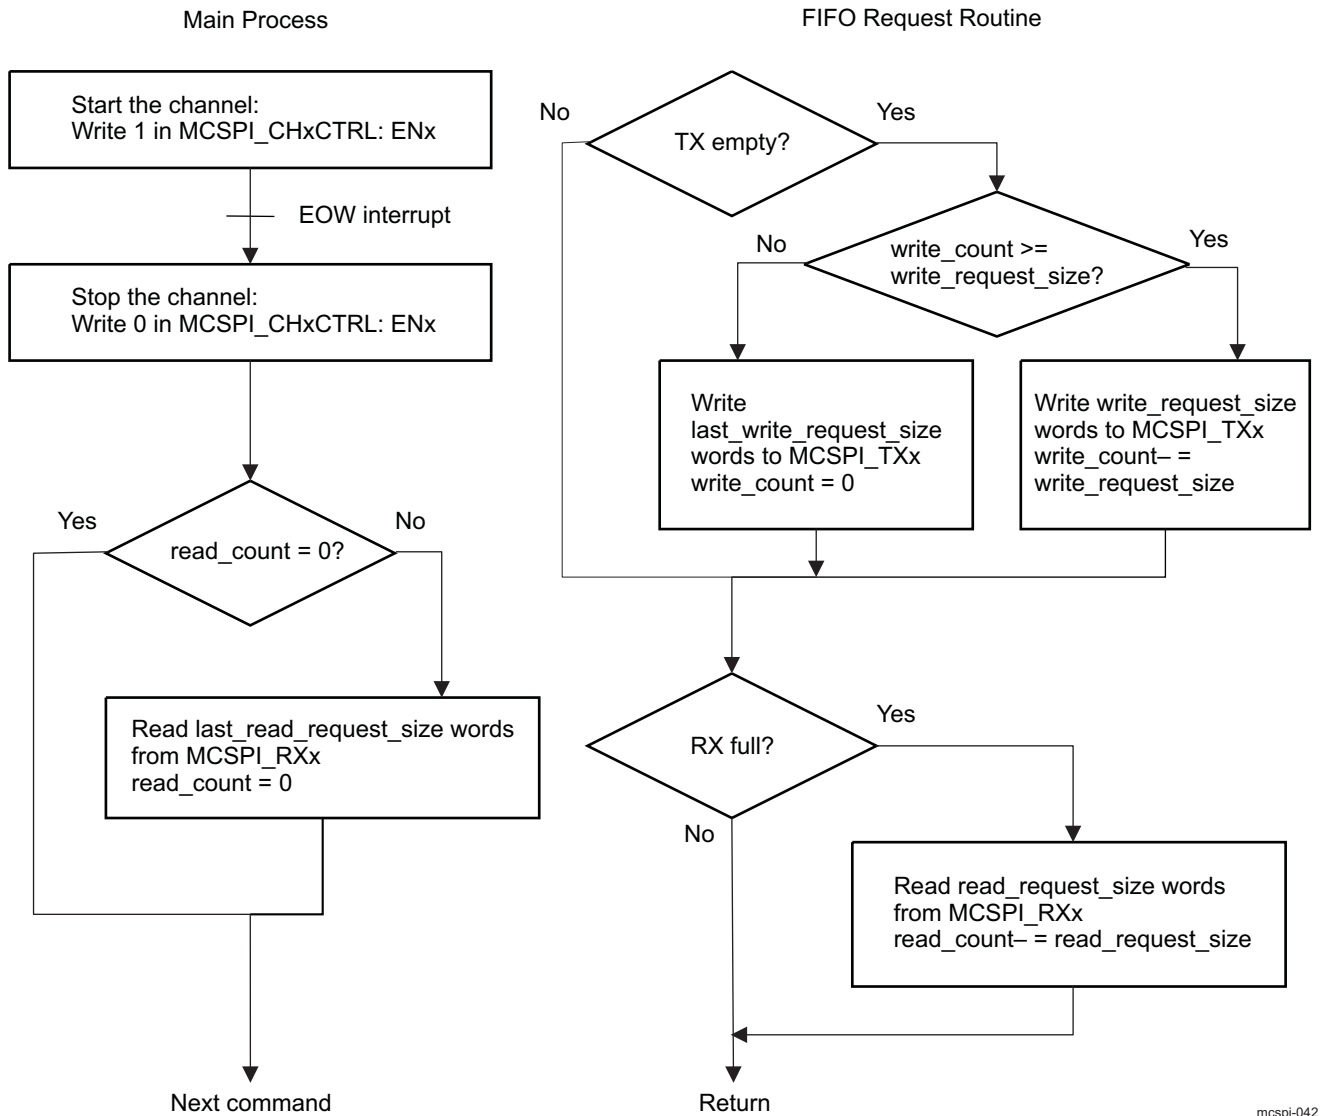 Main Process
Start the channel:
Write 1 in MCSPI_CHxCTRL: ENx
EOW interrupt
Stop the channel:
Write 0 in MCSPI_CHxCTRL: ENx
Yes
No
read_count = 0?
Read last_read_request_size words
from MCSPI_RXx
read_count = 0
Next command
FIFO Request Routine
No
Yes
TX empty?
No
Yes
write_count >=
write_request_size?
Write
last_write_request_size
words to MCSPI_TXx
write_count = 0
Write write_request_size
words to MCSPI_TXx
write_count– =
write_request_size
RX full?
Yes
No
Read read_request_size words
from MCSPI_RXx
read_count– = read_request_size
Return
mcspi-042